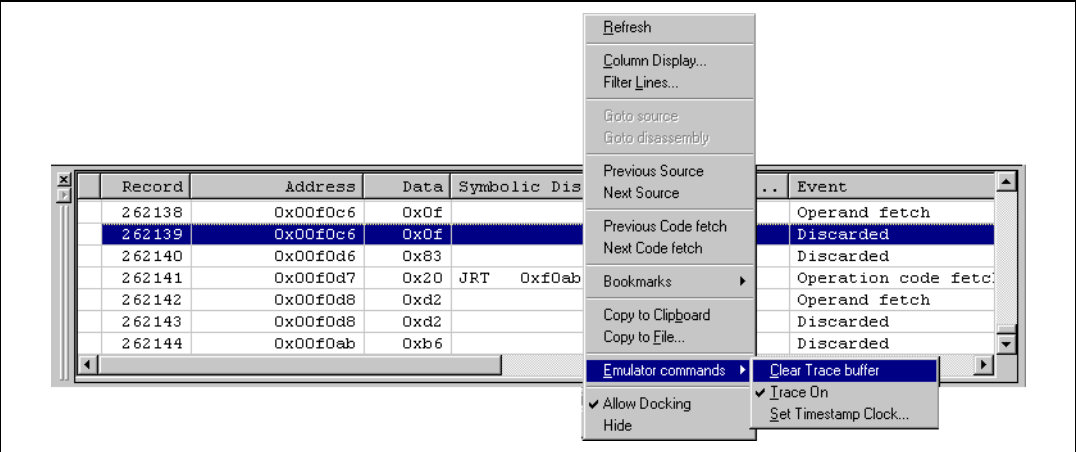 Refresh
Column Display...
Filter Lines...
Goto source
Goto disassembly
Previous Source
Next Source
Previous Code fetch
Next Code fetch
Bookmarks
Copy to Clipboard
Copy to File...
Emulator commands
Allow Docking
Hide
Clear Trace buffer
Trace On
Set Timestamp Clock...
Record Address Data Symbolic Dis .. Event
262138 0x00f0c6 0x0f Operand fetch
262139 0x00f0c6 0x0f Discarded
262140 0x00f0d6 0x83 Discarded
262141 0x00f0d7 0x20 JRT 0xf0ab Operation code fetc
262142 0x00f0d8 0xd2 Operand fetch
262143 0x00f0d8 0xd2 Discarded
262144 0x00f0ab 0xb6 Discarded